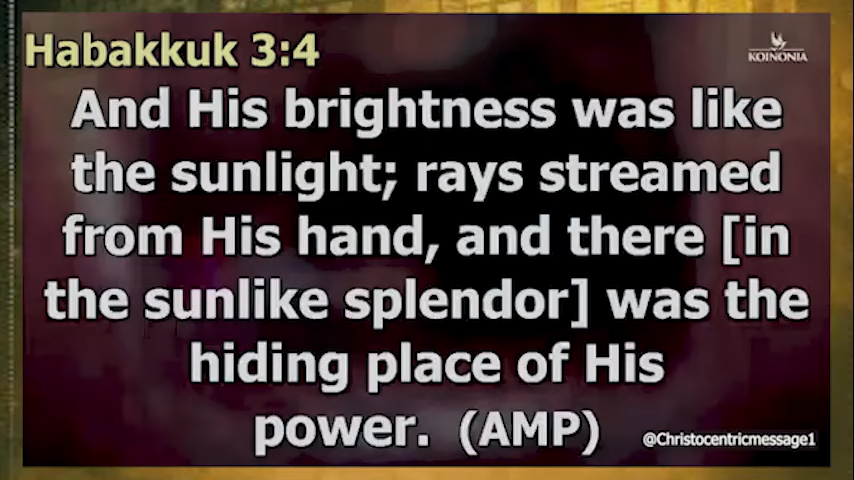 Habakkuk 3:4
KOINONIA
And His brightness was like
the sunlight; rays streamed
from His hand, and there [in
the sunlike splendor] was the
hiding place of His
power. (AMP)
@Christocentricmessage1